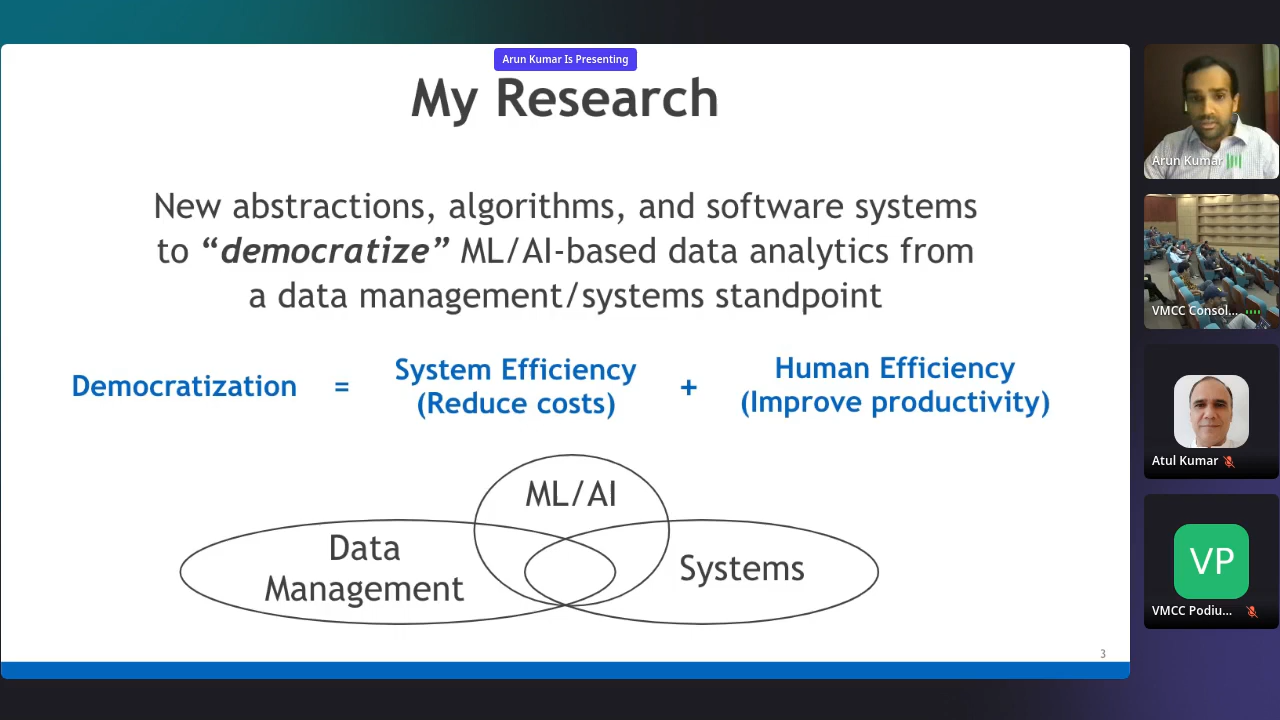 Arun Kumar Is Presenting
My Research
New abstractions, algorithms, and software systems
to “democratize” ML/AI-based data analytics from
a data management/systems standpoint
Democratization = System Efficiency + Human Efficiency
(Reduce costs) (Improve productivity)
ML/AI
Data
Management
Systems
3
Arun Kumar
VMCC Consol...
Atul Kumar
VP
VMCC Podiu...